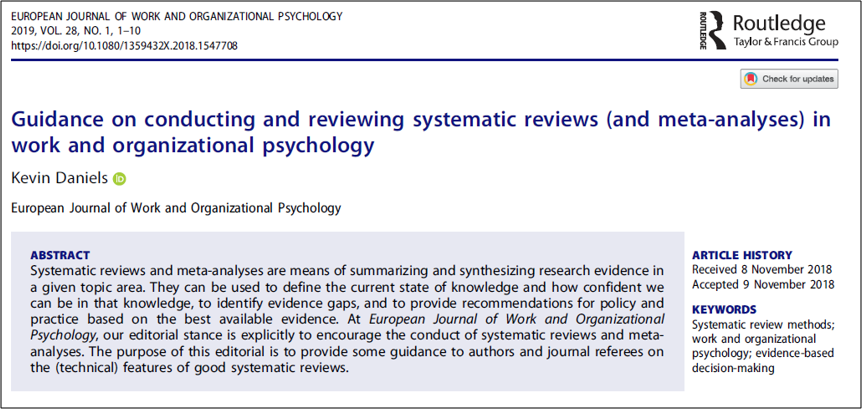 EUROPEAN JOURNAL OF WORK AND ORGANIZATIONAL PSYCHOLOGY
2019, VOL. 28, NO. 1, 1–10
https://doi.org/10.1080/1359432X.2018.1547708
ROUTLEDGE
Routledge
Taylor & Francis Group
Check for updates
Guidance on conducting and reviewing systematic reviews (and meta-analyses) in
work and organizational psychology
Kevin Daniels iD
European Journal of Work and Organizational Psychology
ABSTRACT
Systematic reviews and meta-analyses are means of summarizing and synthesizing research evidence in
a given topic area. They can be used to define the current state of knowledge and how confident we
can be in that knowledge, to identify evidence gaps, and to provide recommendations for policy and
practice based on the best available evidence. At European Journal of Work and Organizational
Psychology, our editorial stance is explicitly to encourage the conduct of systematic reviews and meta-
analyses. The purpose of this editorial is to provide some guidance to authors and journal referees on
the (technical) features of good systematic reviews.
ARTICLE HISTORY
Received 8 November 2018
Accepted 9 November 2018
KEYWORDS
Systematic review methods;
work and organizational
psychology; evidence-based
decision-making